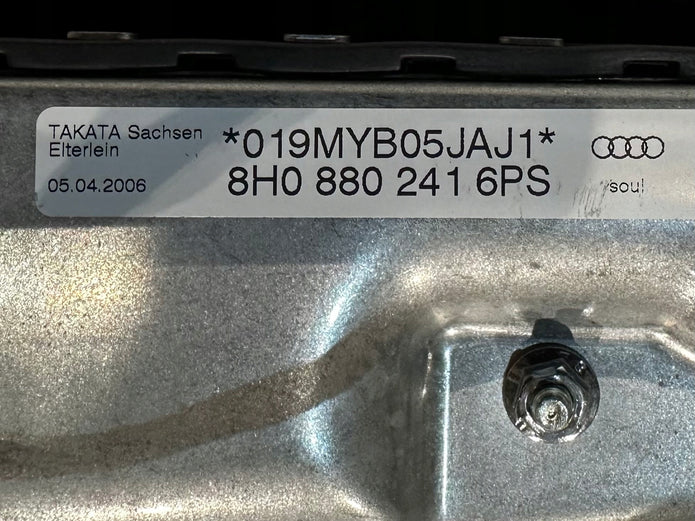 TAKATA Sachsen
Elterlein
05.04.2006
*019MYB05JAJ1*
8H0 880 241 6PS
soul